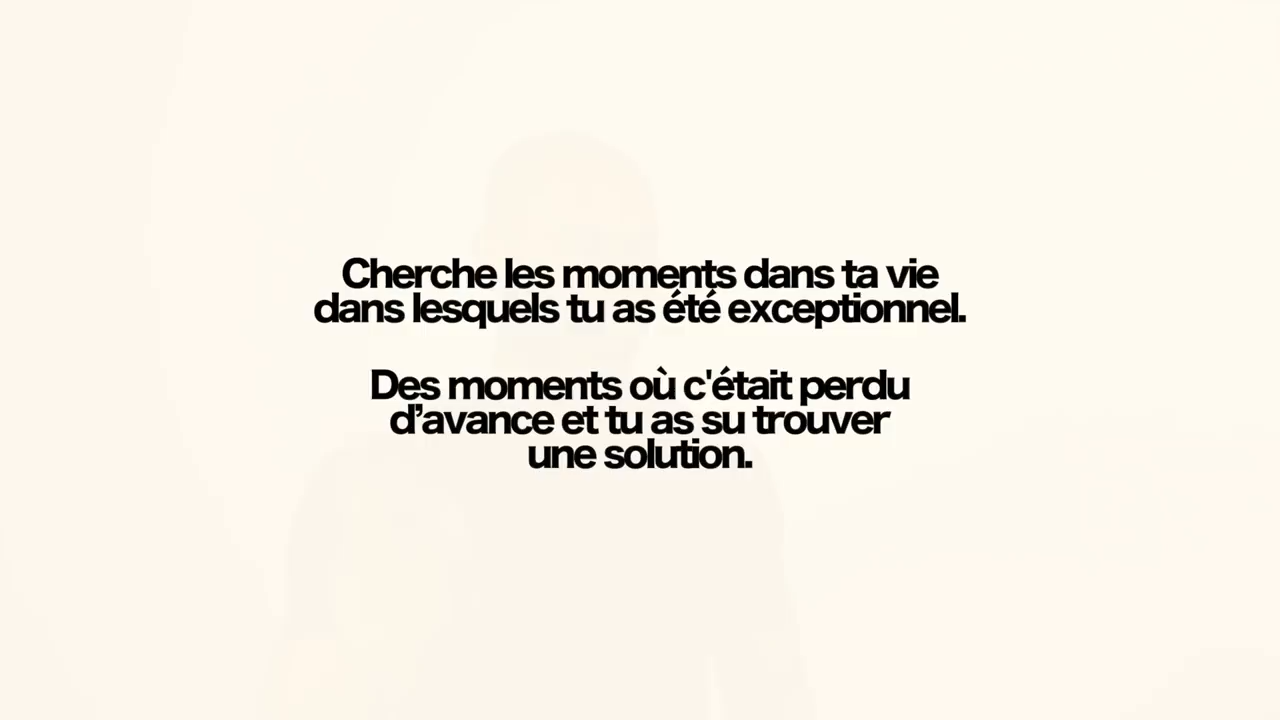 Cherche les moments dans ta vie
dans lesquels tu as été exceptionnel.
Des moments où c'était perdu
d’avance et tu as su trouver
une solution.